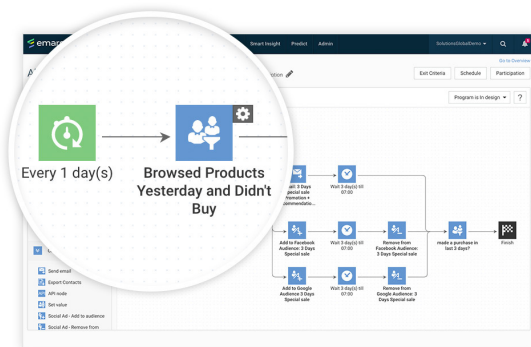 emar
Smart Insight Predict Admin
SolutionsGlobalDemo
Go to Overview
Exit Criteria
Schedule
Participation
Program is In design
?
Every 1 day(s)
Browsed Products
Yesterday and Didn't
Buy
3 Days
Special sale
Promotion +
Wait 3 day(s) till
07:00
Add to Facebook
Audience: 3 Days
Special sale
Wait 3 day(s) till
07:00
Remove from
Facebook Audience:
3 Days Special sale
made a purchase in
last 3 days?
Finish
Add to Google
Audience 3 Days
Special sale
Wait 3 day(s) till
07:00
Remove from
Google Audience: 3
Days Special sale
Send email
Export Contacts
API node
Set value
Social Ad - Add to audience
Social Ad - Remove from